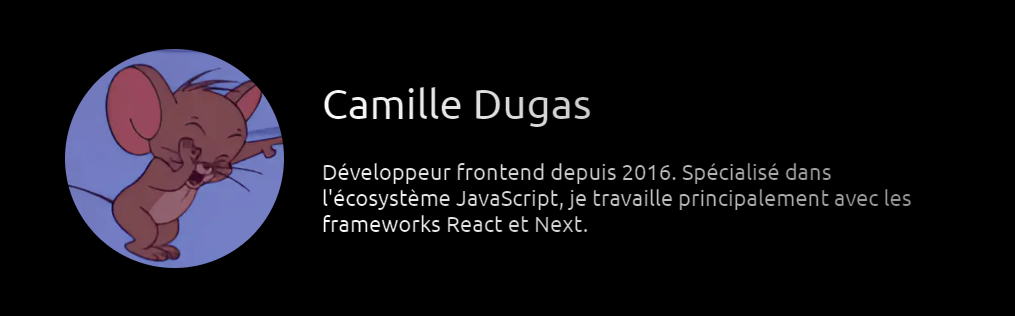 Camille Dugas
Développeur frontend depuis 2016. Spécialisé dans
l'écosystème JavaScript, je travaille principalement avec les
frameworks React et Next.